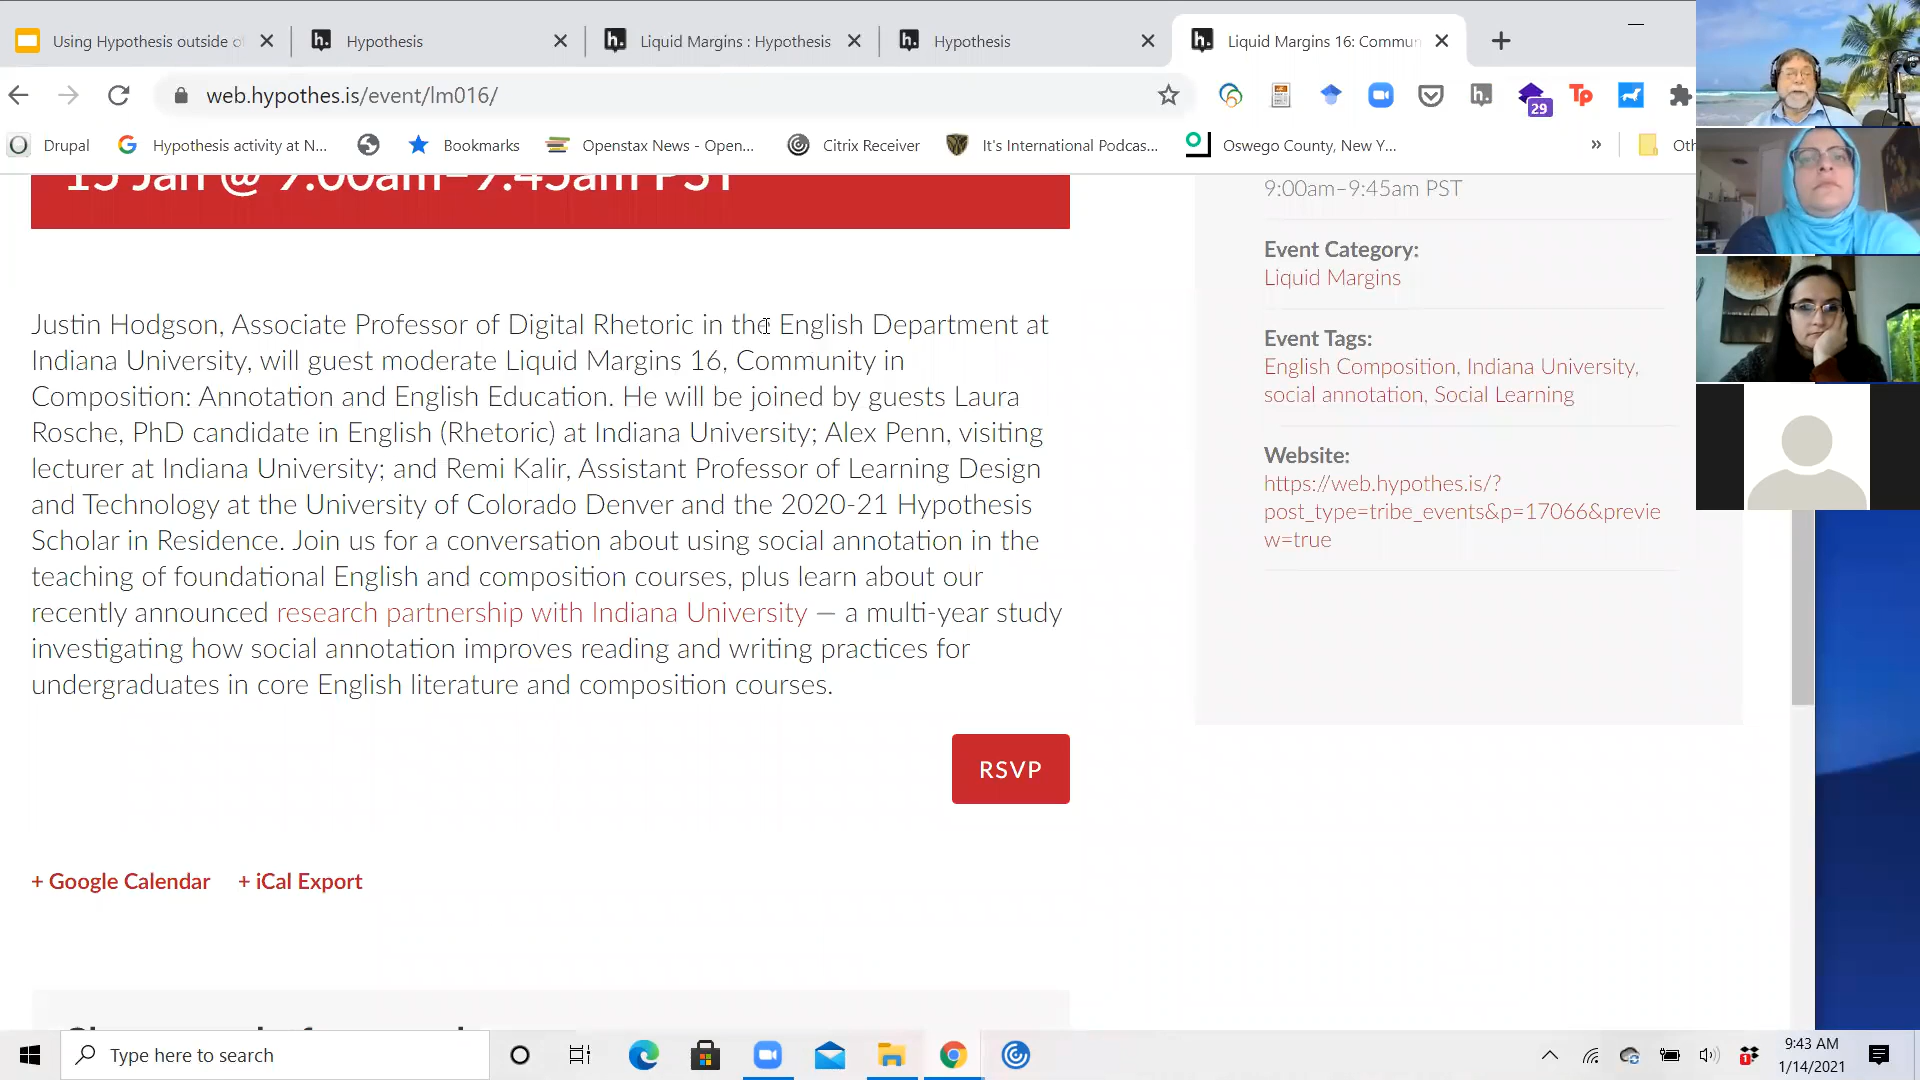 Using Hypothesis outside o
Hypothesis
Liquid Margins : Hypothesis
Hypothesis
Liquid Margins 16: Commun
web.hypothes.is/event/lm016/
29
Drupal
Hypothesis activity at N...
Bookmarks
Openstax News - Open...
Citrix Receiver
It's International Podcas...
Oswego County, New Y...
»
Oth
15 Jan @ 9:00am–9:45am PST
Justin Hodgson, Associate Professor of Digital Rhetoric in the English Department at
Indiana University, will guest moderate Liquid Margins 16, Community in
Composition: Annotation and English Education. He will be joined by guests Laura
Rosche, PhD candidate in English (Rhetoric) at Indiana University; Alex Penn, visiting
lecturer at Indiana University; and Remi Kalir, Assistant Professor of Learning Design
and Technology at the University of Colorado Denver and the 2020-21 Hypothesis
Scholar in Residence. Join us for a conversation about using social annotation in the
teaching of foundational English and composition courses, plus learn about our
recently announced research partnership with Indiana University — a multi-year study
investigating how social annotation improves reading and writing practices for
undergraduates in core English literature and composition courses.
RSVP
+ Google Calendar + iCal Export
9:00am–9:45am PST
Event Category:
Liquid Margins
Event Tags:
English Composition, Indiana University,
social annotation, Social Learning
Website:
https://web.hypothes.is/?
post_type=tribe_events&p=17066&previe
w=true
Type here to search
9:43 AM
1/14/2021